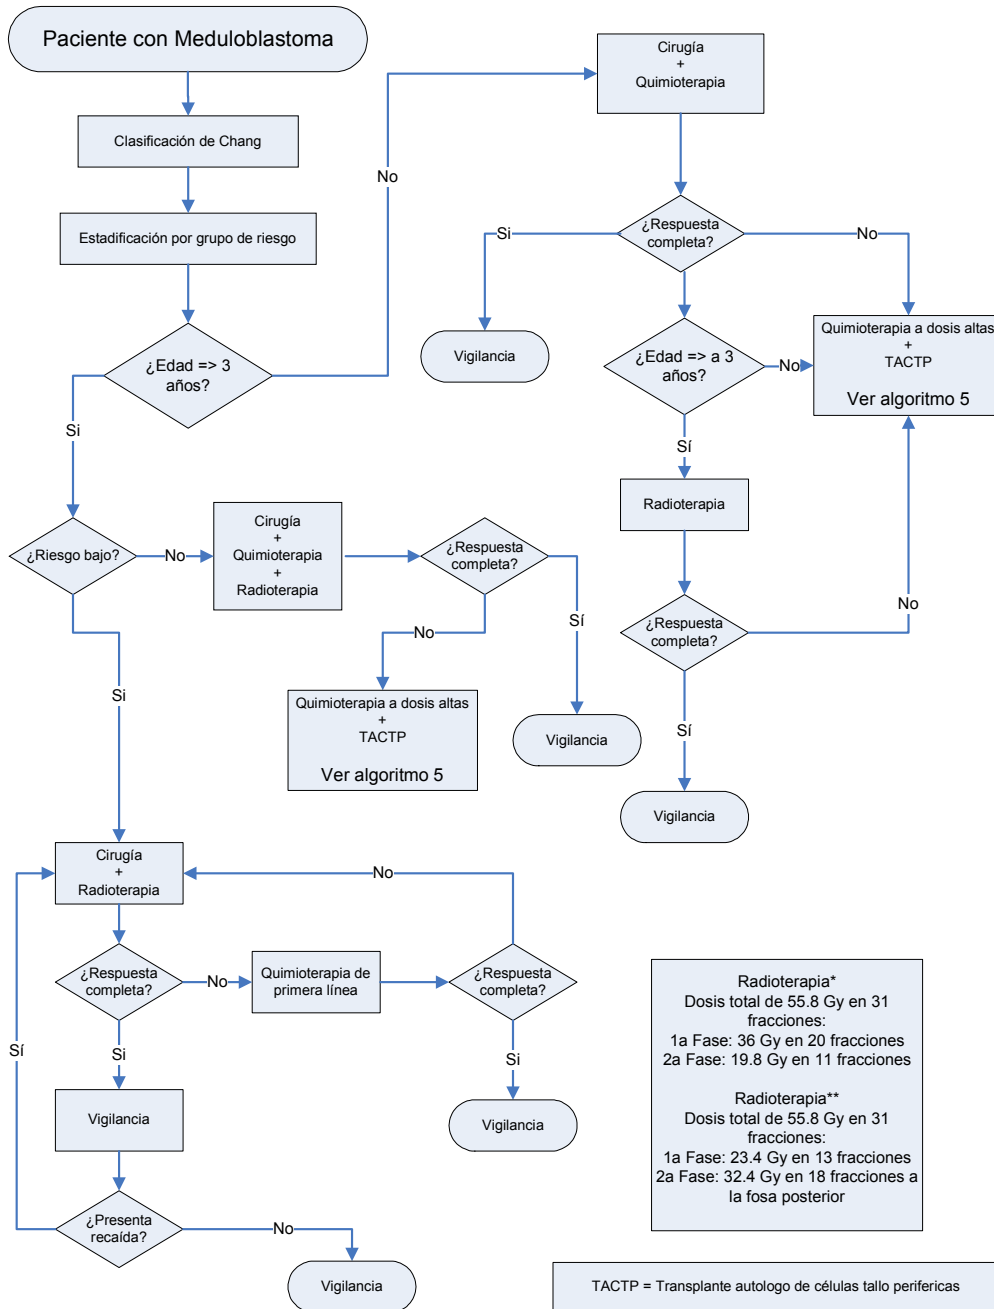 Paciente con Meduloblastoma
Clasificación de Chang
Estadificación por grupo de riesgo
¿Edad => 3
años?
No
Cirugía
+
Quimioterapia
¿Respuesta
completa?
Si
No
Vigilancia
¿Edad => a 3
años?
No
Quimioterapia a dosis altas
+
TACTP
Ver algoritmo 5
Sí
Radioterapia
¿Respuesta
completa?
No
Sí
Vigilancia
Si
¿Riesgo bajo?
No
Cirugía
+
Quimioterapia
+
Radioterapia
¿Respuesta
completa?
No
Sí
Quimioterapia a dosis altas
+
TACTP
Ver algoritmo 5
Vigilancia
Si
Cirugía
+
Radioterapia
No
¿Respuesta
completa?
No
Quimioterapia de
primera línea
¿Respuesta
completa?
Si
Vigilancia
Si
Vigilancia
Sí
¿Presenta
recaída?
No
Vigilancia
Radioterapia*
Dosis total de 55.8 Gy en 31
fracciones:
1a Fase: 36 Gy en 20 fracciones
2a Fase: 19.8 Gy en 11 fracciones
Radioterapia**
Dosis total de 55.8 Gy en 31
fracciones:
1a Fase: 23.4 Gy en 13 fracciones
2a Fase: 32.4 Gy en 18 fracciones a
la fosa posterior
TACTP = Transplante autologo de células tallo perifericas